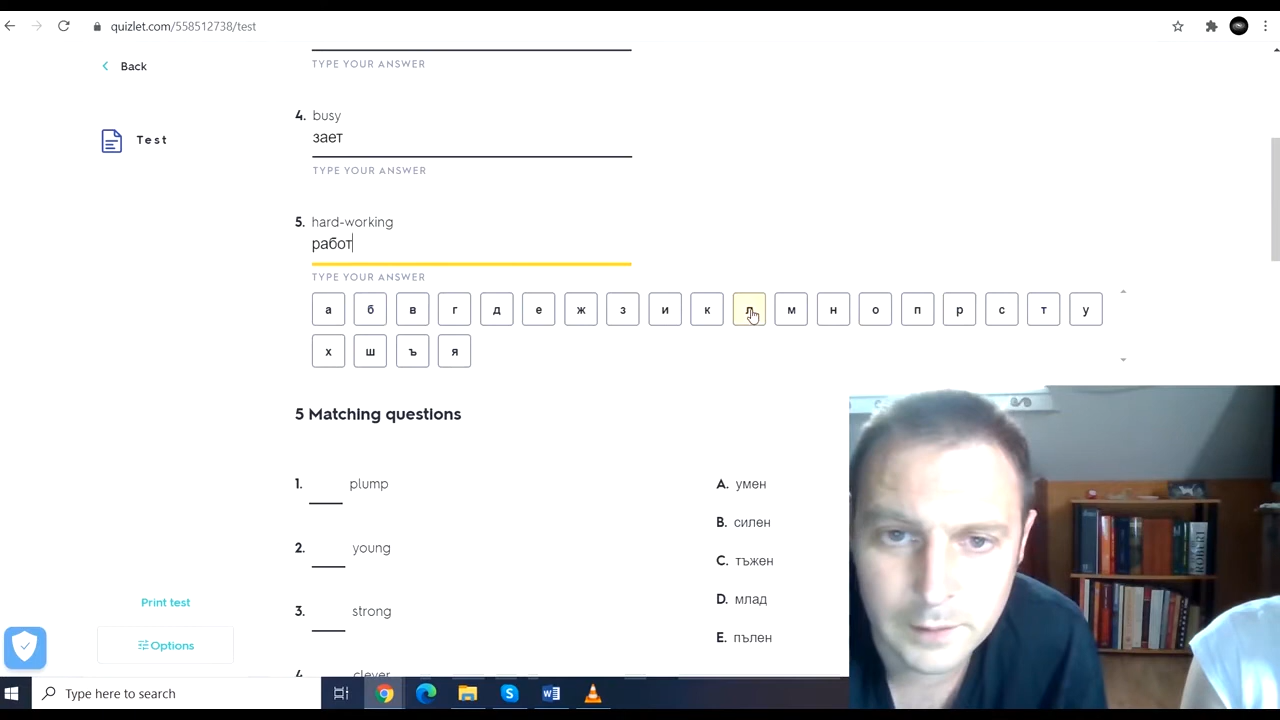 quizlet.com/558512738/test
Back
TYPE YOUR ANSWER
Test
4. busy
зает
TYPE YOUR ANSWER
5. hard-working
работ
TYPE YOUR ANSWER
а б в г д е ж з и к л м н о п р с т у
х ш ъ я
5 Matching questions
1. plump
A. умен
B. силен
2. young
C. тъжен
D. млад
3. strong
E. пълен
4. clever
Print test
Options
Type here to search